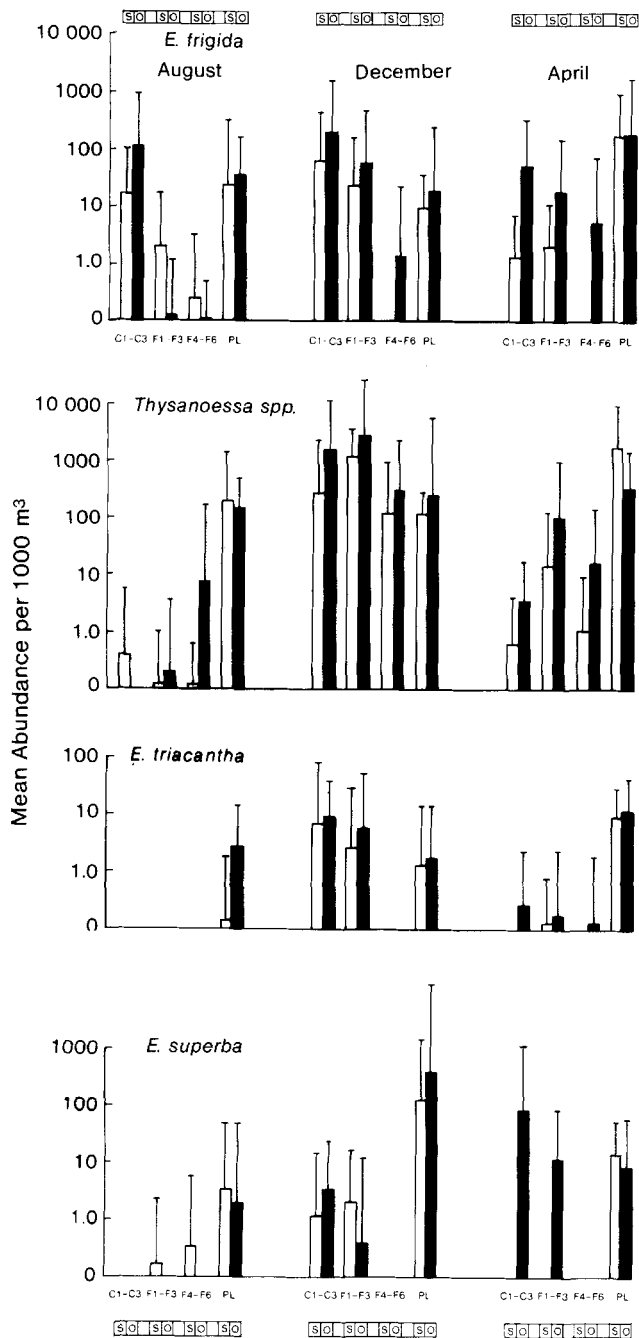 S O S O S O S O S O S O S O S O S O S O S O S O
E. frigida
August December April
10 000
1000
100
10
1.0
0
C1-C3 F1-F3 F4-F6 PL C1-C3 F1-F3 F4-F6 PL C1-C3 F1-F3 F4-F6 PL
Thysanoessa spp.
10 000
1000
100
10
1.0
0
Mean Abundance per 1000 m³
E. triacantha
100
10
1.0
0
E. superba
1000
100
10
1.0
0
C1-C3 F1-F3 F4-F6 PL C1-C3 F1-F3 F4-F6 PL C1-C3 F1-F3 F4-F6 PL
S O S O S O S O S O S O S O S O S O S O S O S O